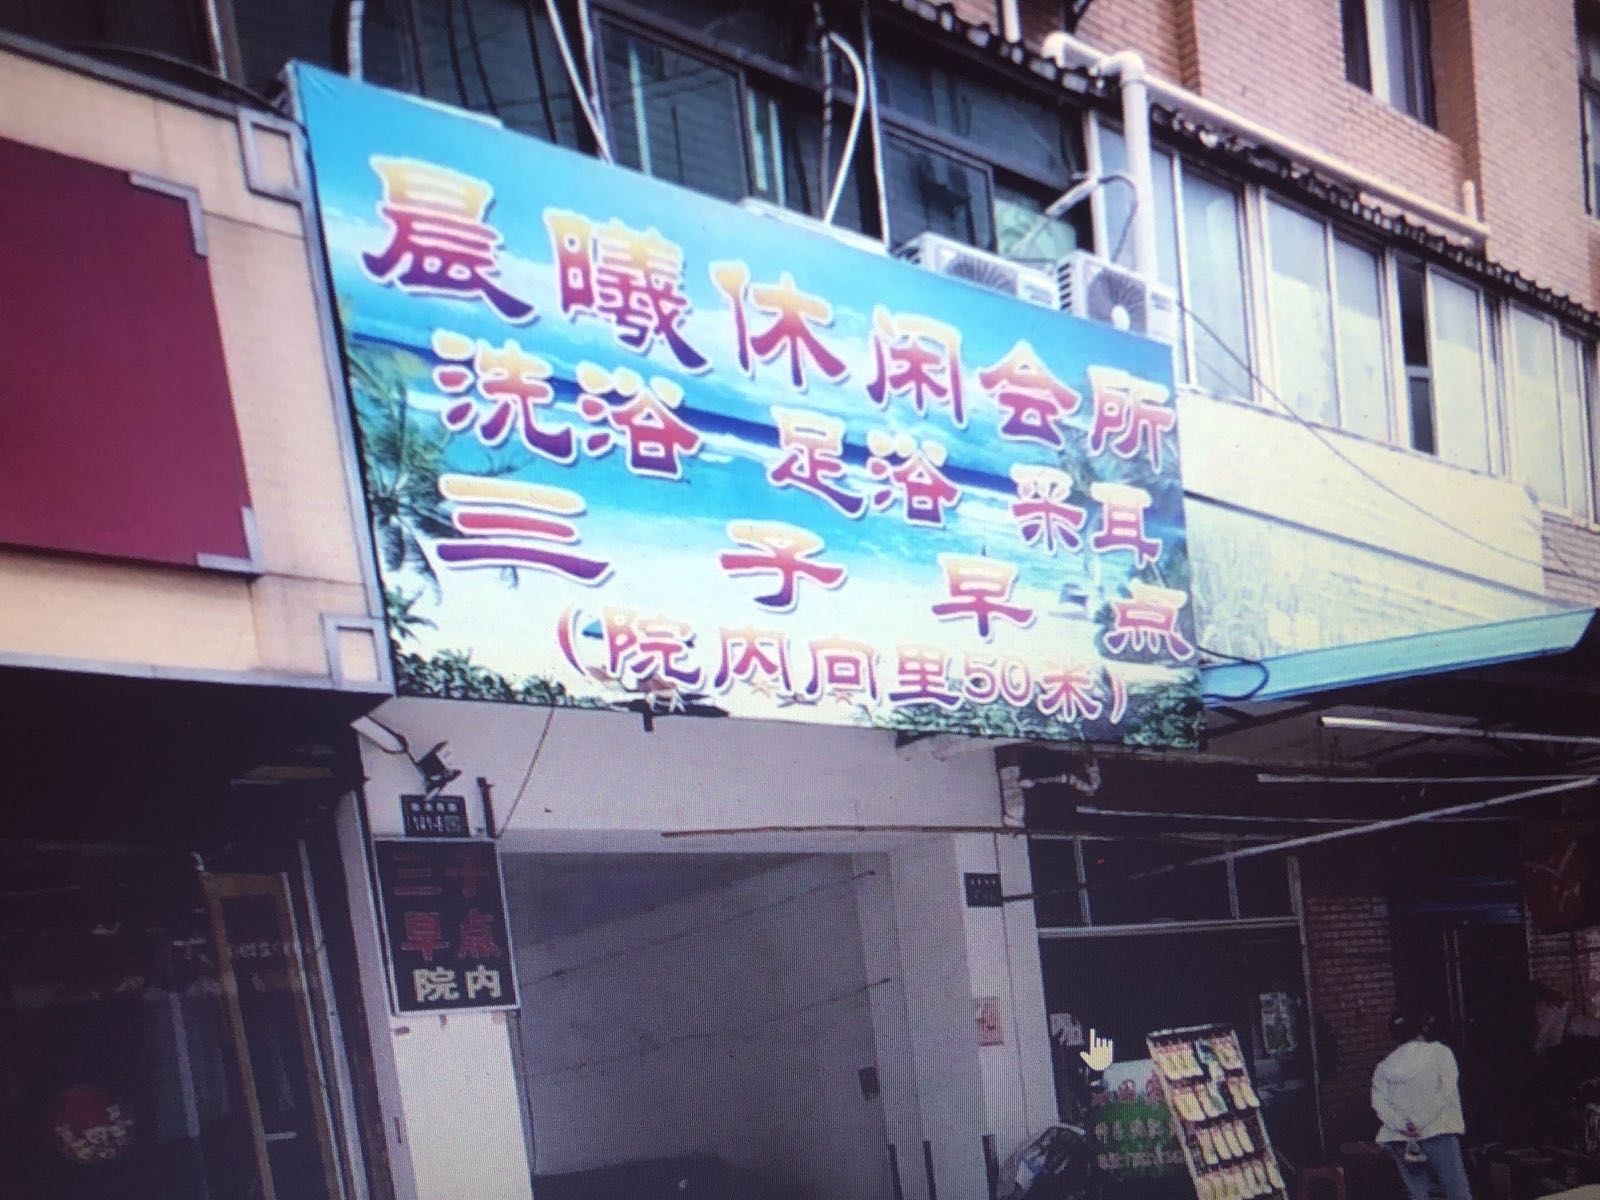 晨曦休闲会所
洗浴 足浴 采耳
三子早点
(院内向里50米)
三子
早点
院内